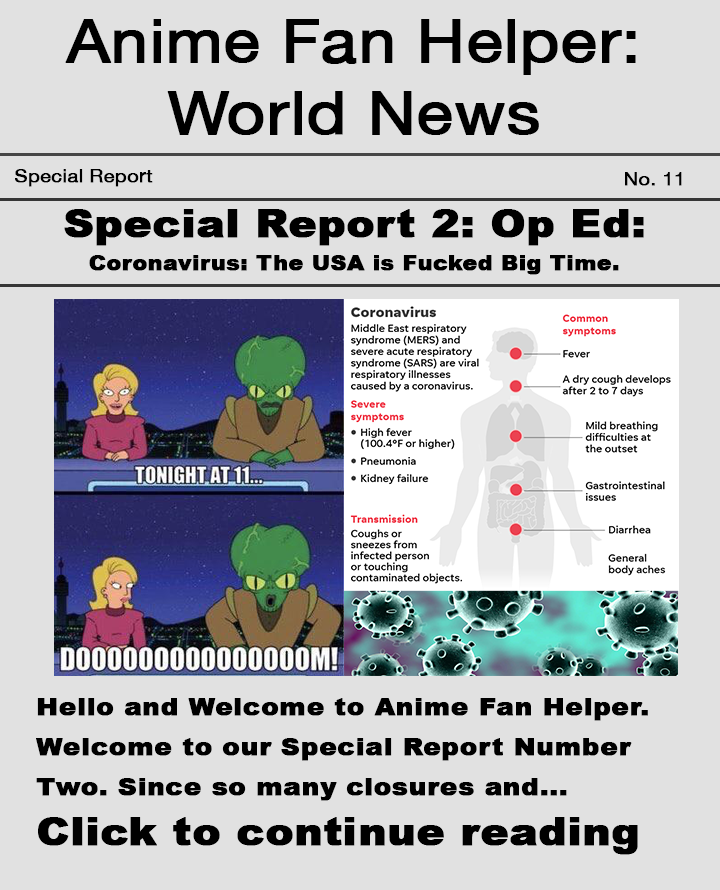 Anime Fan Helper:
World News
Special Report
No. 11
Special Report 2: Op Ed:
Coronavirus: The USA is Fucked Big Time.
TONIGHT AT 11...
DOOOOOOOOOOOOOOOOM!
Coronavirus
Middle East respiratory
syndrome (MERS) and
severe acute respiratory
syndrome (SARS) are viral
respiratory illnesses
caused by a coronavirus.
Severe
symptoms
• High fever
(100.4°F or higher)
• Pneumonia
• Kidney failure
Transmission
Coughs or
sneezes from
infected person
or touching
contaminated objects.
Common
symptoms
Fever
A dry cough develops
after 2 to 7 days
Mild breathing
difficulties at
the outset
Gastrointestinal
issues
Diarrhea
General
body aches
Hello and Welcome to Anime Fan Helper.
Welcome to our Special Report Number
Two. Since so many closures and...
Click to continue reading